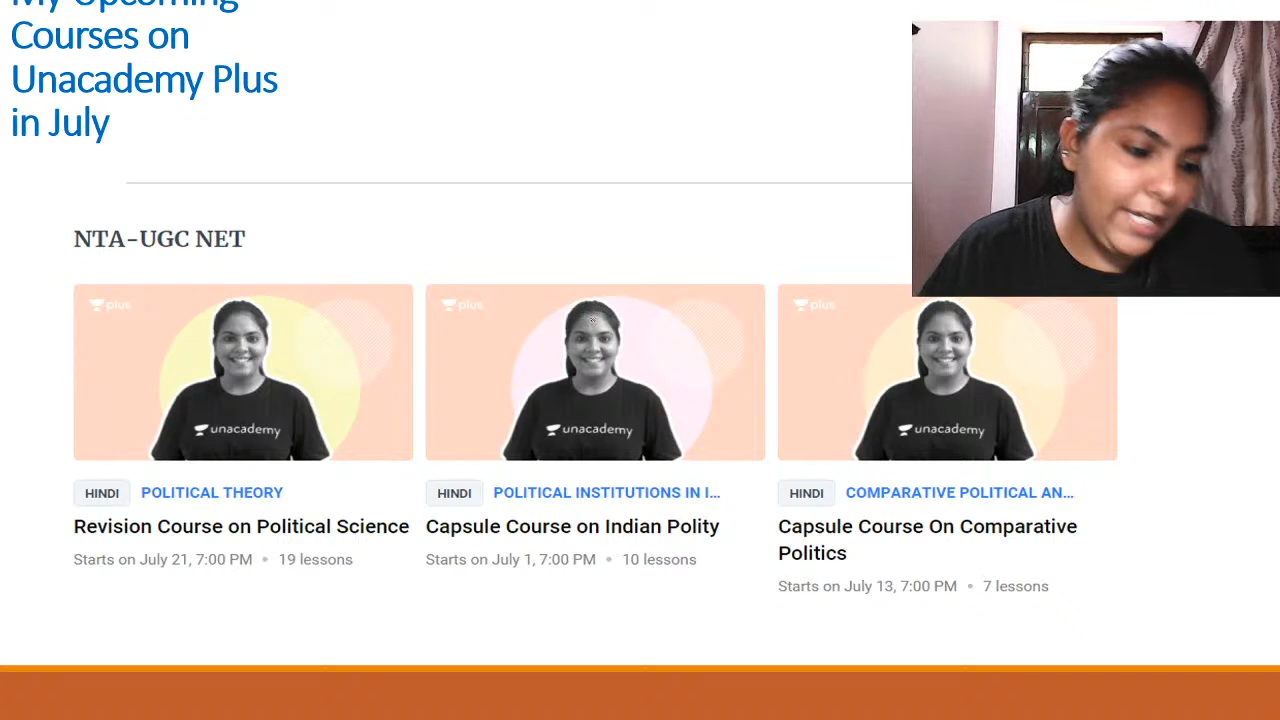 My Upcoming
Courses on
Unacademy Plus
in July
NTA-UGC NET
plus
plus
plus
unacademy
unacademy
unacademy
HINDI POLITICAL THEORY
HINDI POLITICAL INSTITUTIONS IN I...
HINDI COMPARATIVE POLITICAL AN...
Revision Course on Political Science
Capsule Course on Indian Polity
Capsule Course On Comparative
Politics
Starts on July 21, 7:00 PM • 19 lessons
Starts on July 1, 7:00 PM • 10 lessons
Starts on July 13, 7:00 PM • 7 lessons